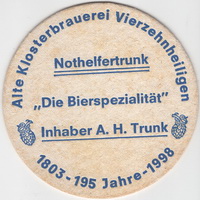 Alte Klosterbrauerei Vierzehnheiligen
Nothelfertrunk
„Die Bierspezialität"
Inhaber A. H. Trunk
1803-195 Jahre-1998